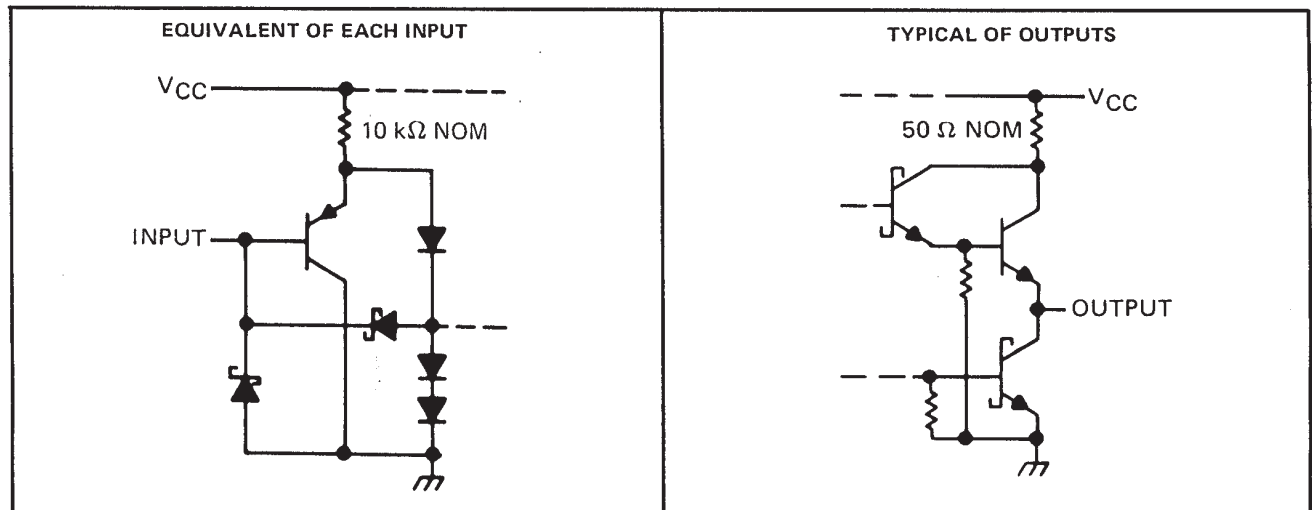 EQUIVALENT OF EACH INPUT
VCC
10 kΩ NOM
INPUT
TYPICAL OF OUTPUTS
VCC
50 Ω NOM
OUTPUT